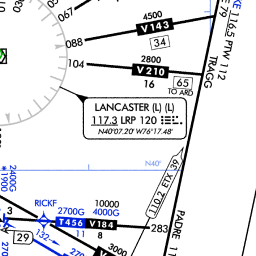 067
4500
V143
088
34
2800
104
V210
16
65
TO ARD
116.5 PTW 112
TRAGG
LANCASTER (L) (L)
117.3 LRP 120
N40°07.20' W76°17.48'
N40°
110.2 ETX 39
2400G
*1900
RICKF
10000
2700G
4000G
3
T456
V184
283
29
132
11
8
3000
PADRE